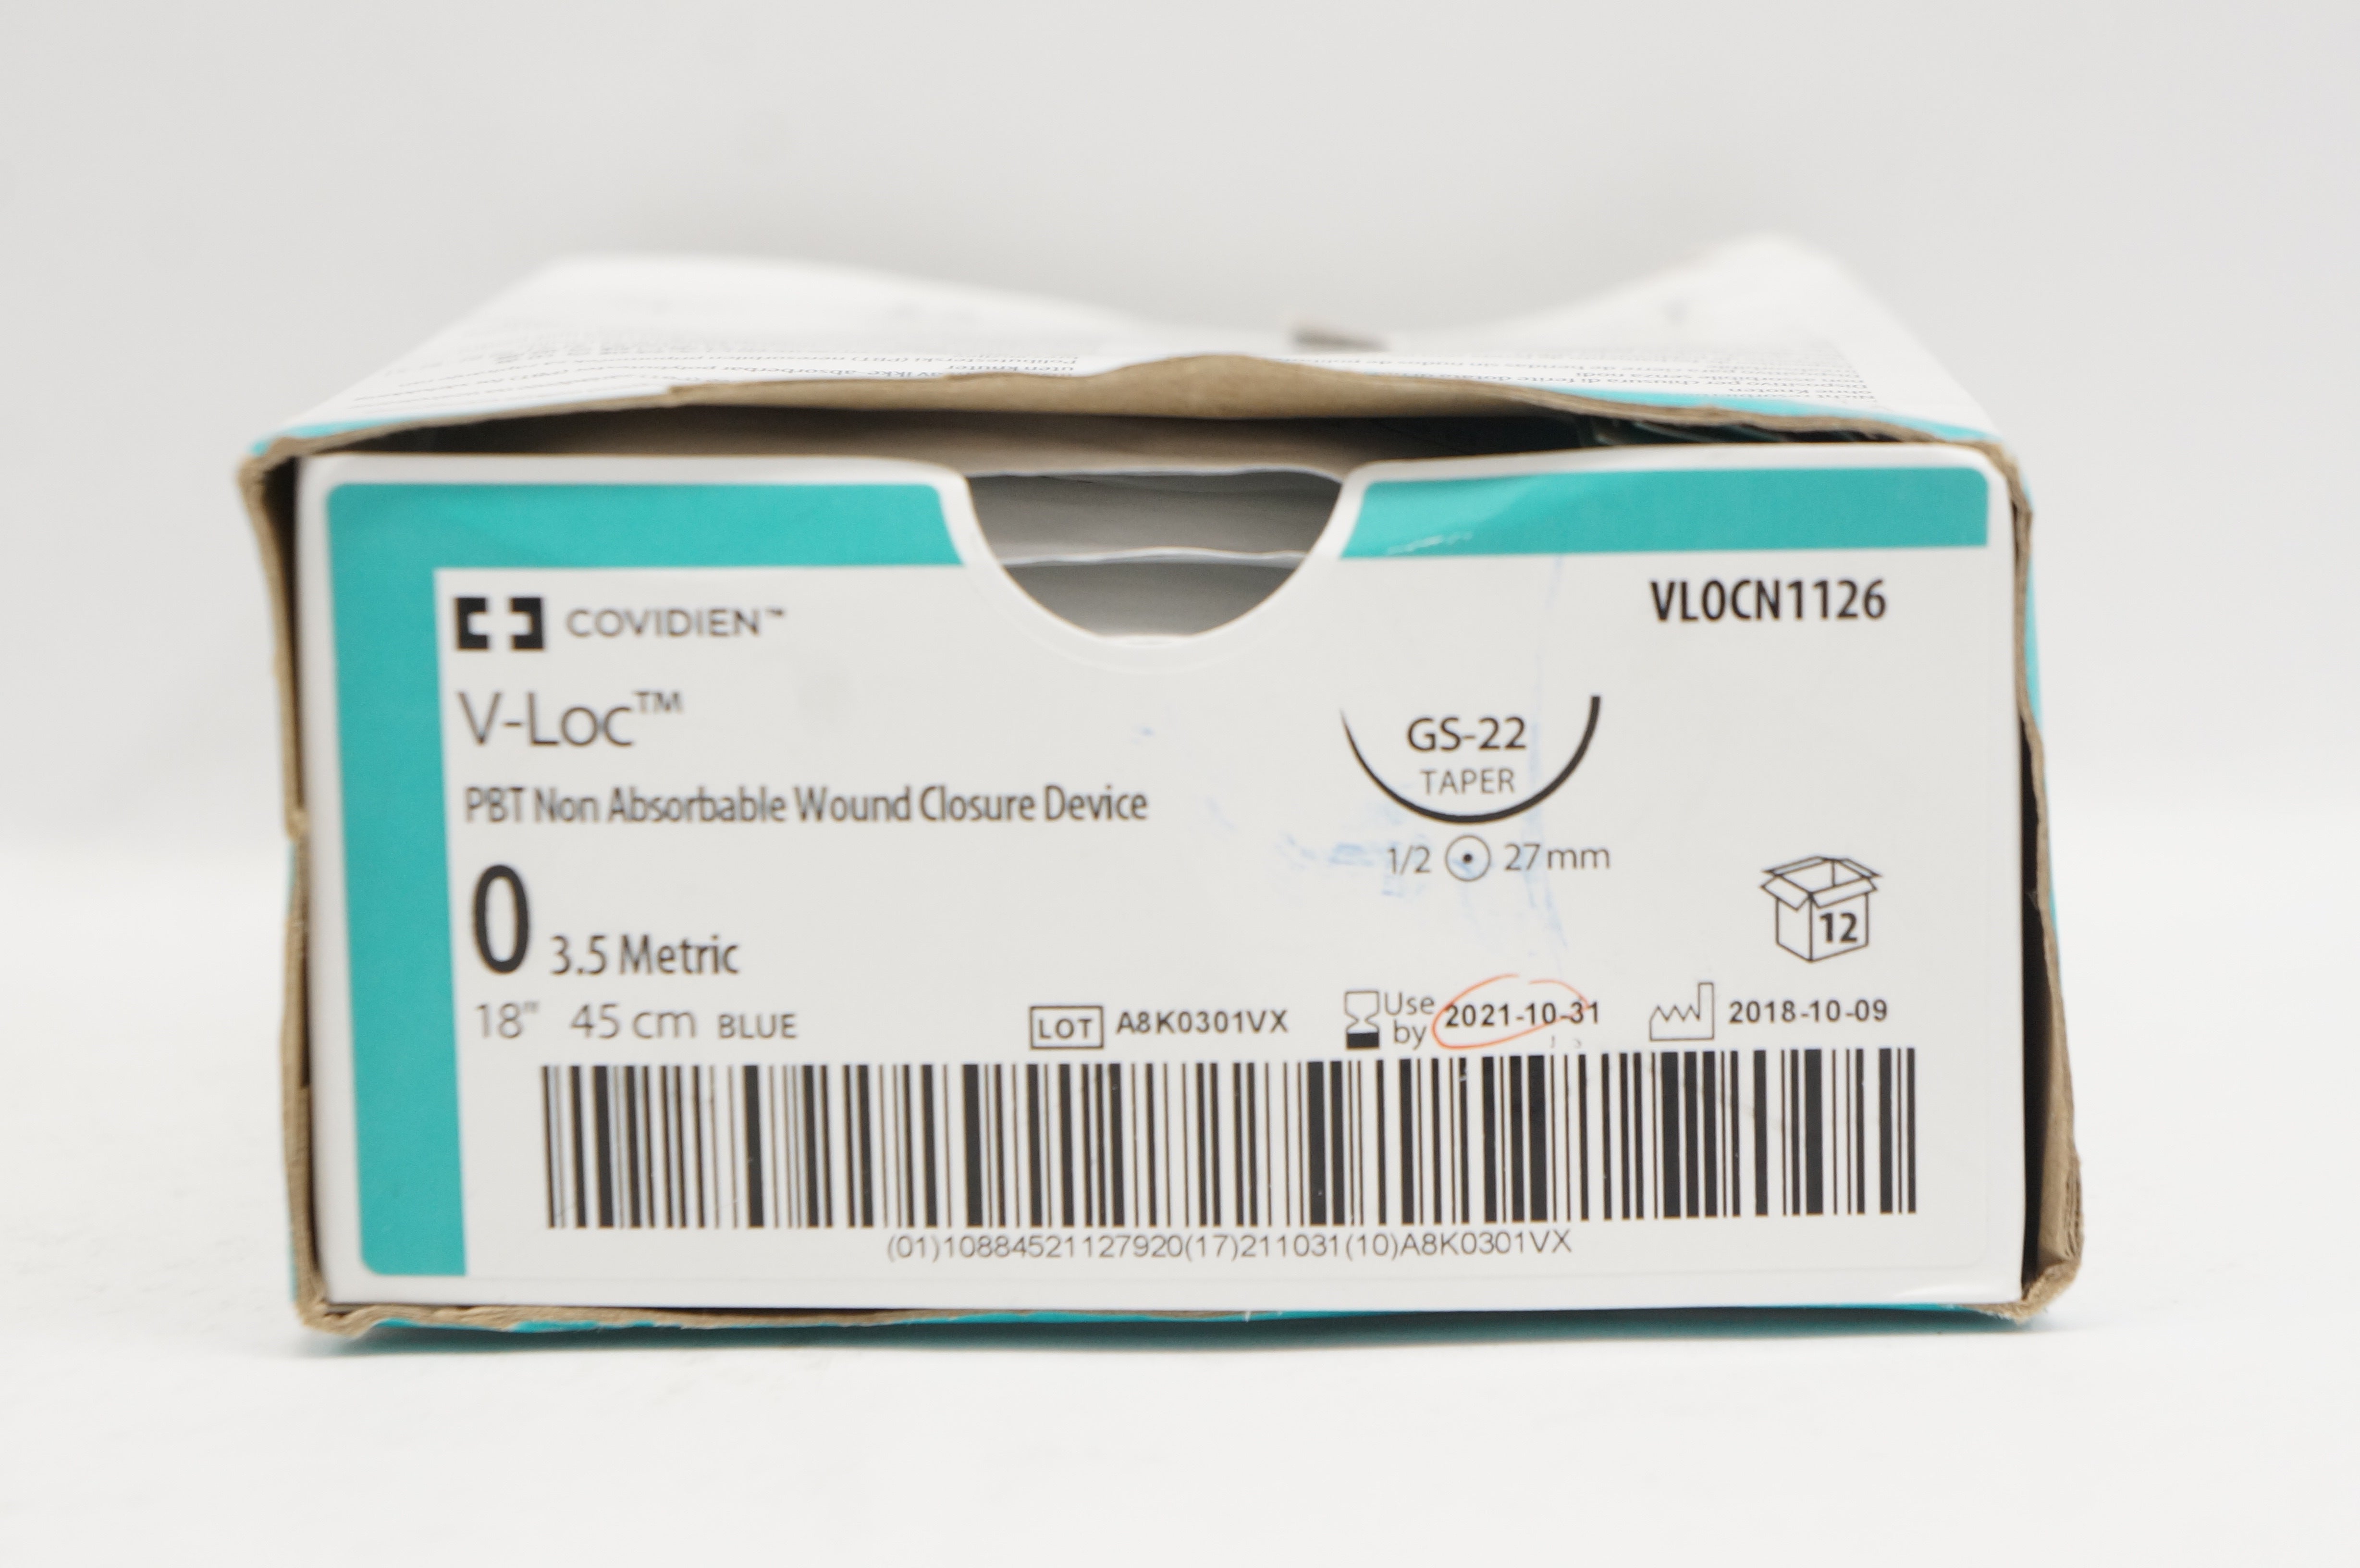 COVIDIEN™
VLOCN1126
V-Loc™
GS-22
TAPER
PBT Non Absorbable Wound Closure Device
1/2 27mm
0 3.5 Metric
12
18" 45 cm BLUE
LOT A8K0301VX
Use by 2021-10-31
2018-10-09
(01)10884521127920(17)211031(10)A8K0301VX